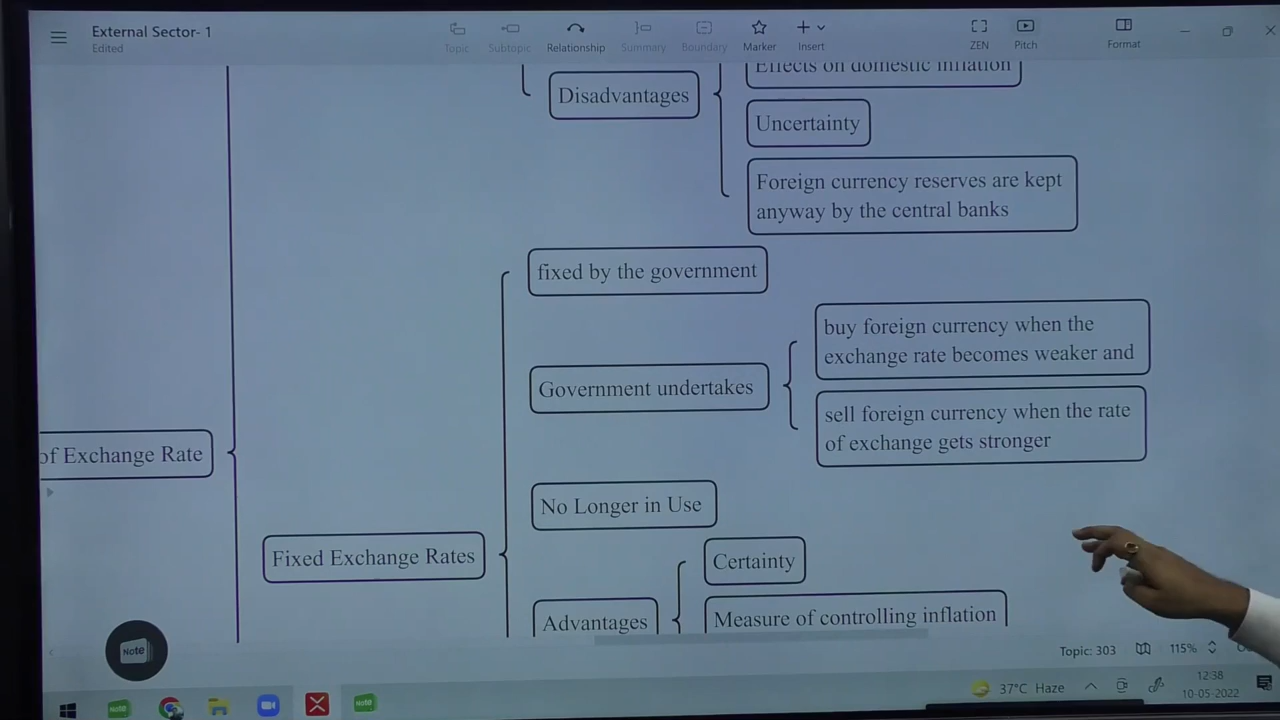 External Sector- 1
Edited
Topic
Subtopic
Relationship
Summary
Boundary
Marker
Insert
ZEN
Pitch
Format
Effects on domestic inflation
Disadvantages
Uncertainty
Foreign currency reserves are kept
anyway by the central banks
fixed by the government
buy foreign currency when the
exchange rate becomes weaker and
Government undertakes
sell foreign currency when the rate
of exchange gets stronger
of Exchange Rate
No Longer in Use
Fixed Exchange Rates
Certainty
Advantages
Measure of controlling inflation
Note
Topic: 303
115%
Note
Note
37°C Haze
12:38
10-05-2022